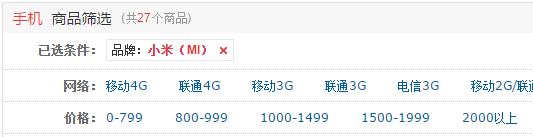 手机 商品筛选 (共27个商品)
已选条件： 品牌：小米（MI） ×
网络： 移动4G 联通4G 移动3G 联通3G 电信3G 移动2G/联
价格： 0-799 800-999 1000-1499 1500-1999 2000以上